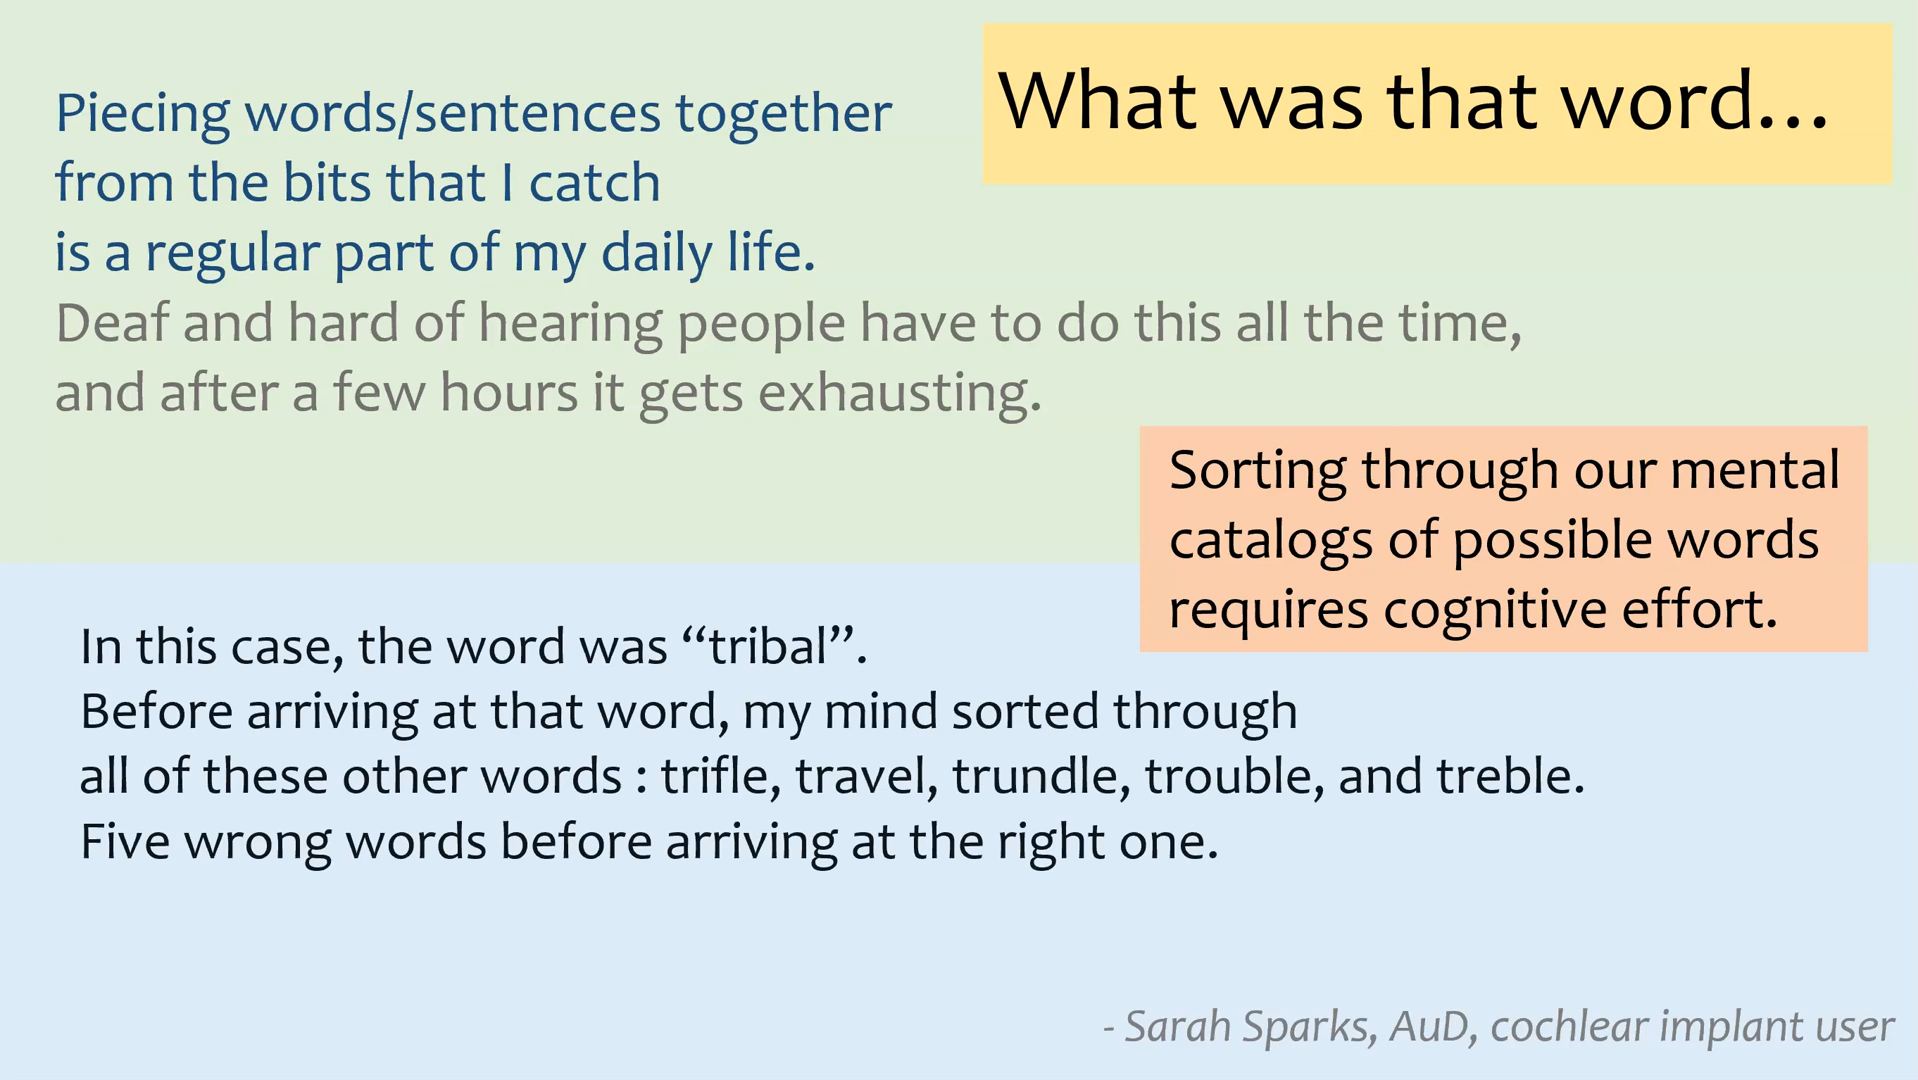 What was that word...
Piecing words/sentences together
from the bits that I catch
is a regular part of my daily life.
Deaf and hard of hearing people have to do this all the time,
and after a few hours it gets exhausting.
Sorting through our mental
catalogs of possible words
requires cognitive effort.
In this case, the word was “tribal”.
Before arriving at that word, my mind sorted through
all of these other words : trifle, travel, trundle, trouble, and treble.
Five wrong words before arriving at the right one.
- Sarah Sparks, AuD, cochlear implant user